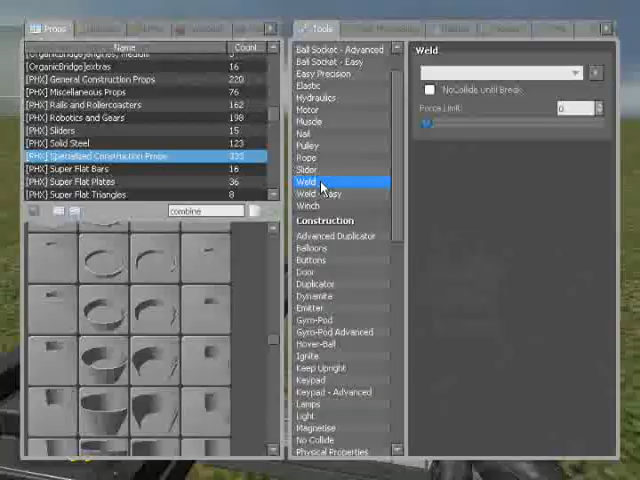 Props
Tools
Name Count
[OrganicBridge]engines, medium
[OrganicBridge]extras 16
[PHX] General Construction Props 220
[PHX] Miscellaneous Props 76
[PHX] Rails and Rollercoasters 162
[PHX] Robotics and Gears 198
[PHX] Sliders 15
[PHX] Solid Steel 123
[PHX] Specialized Construction Props 333
[PHX] Super Flat Bars 16
[PHX] Super Flat Plates 36
[PHX] Super Flat Triangles 8
combine
Ball Socket - Advanced
Ball Socket - Easy
Easy Precision
Elastic
Hydraulics
Motor
Muscle
Nail
Pulley
Rope
Slider
Weld
Weld - Easy
Winch
Construction
Advanced Duplicator
Balloons
Buttons
Door
Duplicator
Dynamite
Emitter
Gyro-Pod
Gyro-Pod Advanced
Hover-Ball
Ignite
Keep Upright
Keypad
Keypad - Advanced
Lamps
Light
Magnetise
No Collide
Physical Properties
Weld
NoCollide Until Break
Force Limit: 0